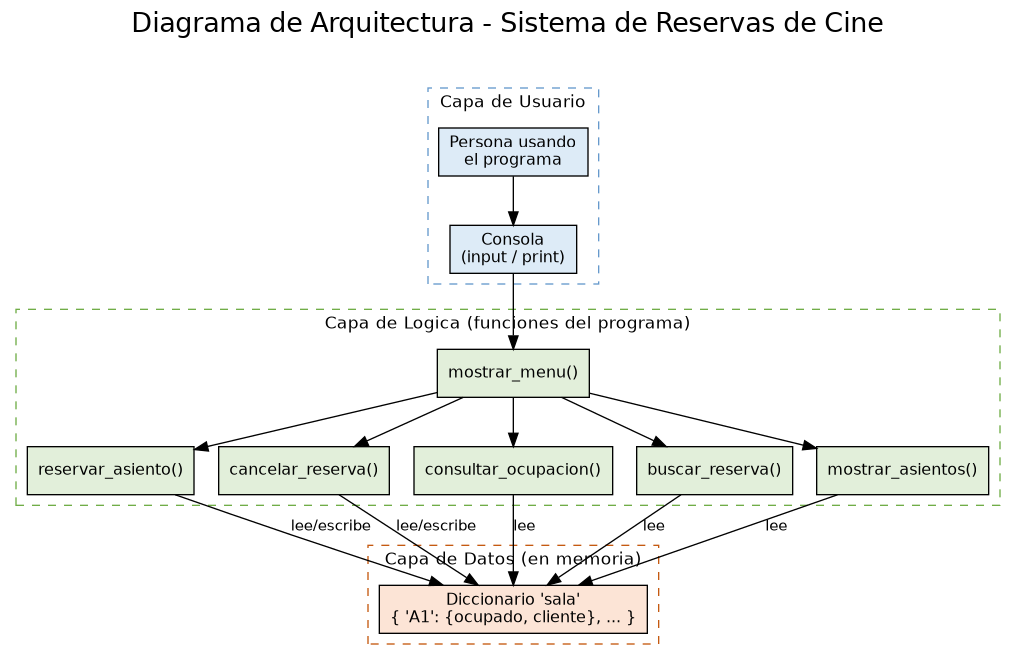 Diagrama de Arquitectura - Sistema de Reservas de Cine
Capa de Usuario
Persona usando
el programa
Consola
(input / print)
Capa de Logica (funciones del programa)
mostrar_menu()
reservar_asiento()
cancelar_reserva()
consultar_ocupacion()
buscar_reserva()
mostrar_asientos()
lee/escribe
lee/escribe
lee
lee
lee
Capa de Datos (en memoria)
Diccionario 'sala'
{ 'A1': {ocupado, cliente}, ... }